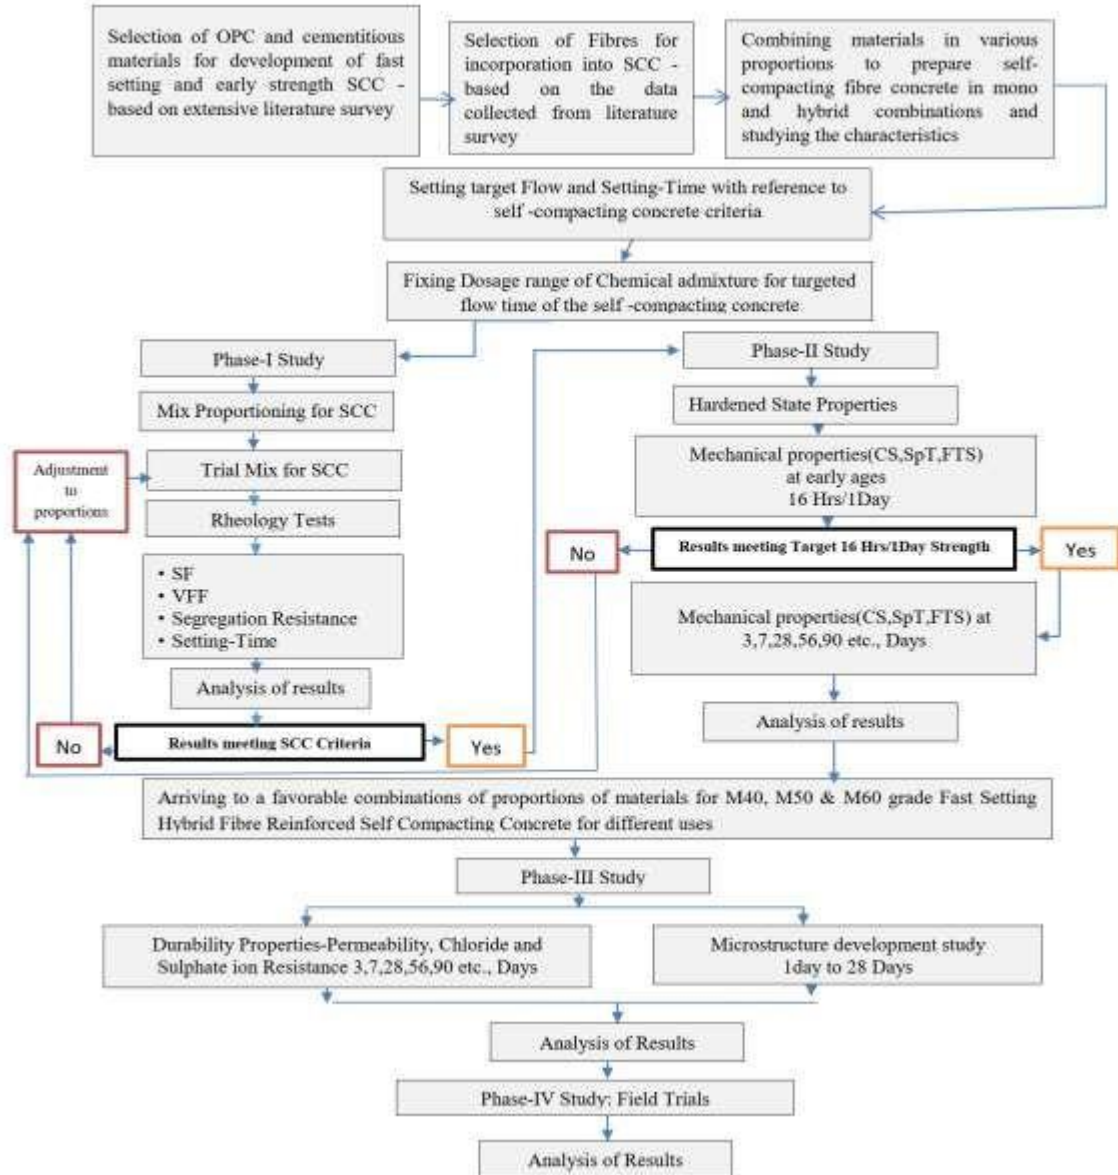 Selection of OPC and cementitious
materials for development of fast
setting and early strength SCC -
based on extensive literature survey
Selection of Fibres for
incorporation into SCC -
based on the data
collected from literature
survey
Combining materials in various
proportions to prepare self-
compacting fibre concrete in mono
and hybrid combinations and
studying the characteristics
Setting target Flow and Setting-Time with reference to
self -compacting concrete criteria
Fixing Dosage range of Chemical admixture for targeted
flow time of the self -compacting concrete
Phase-I Study
Mix Proportioning for SCC
Adjustment
to
proportions
Trial Mix for SCC
Rheology Tests
• SF
• VFF
• Segregation Resistance
• Setting-Time
Analysis of results
No
Results meeting SCC Criteria
Yes
Phase-II Study
Hardened State Properties
Mechanical properties(CS,SpT,FTS)
at early ages
16 Hrs/1Day
No
Results meeting Target 16 Hrs/1Day Strength
Yes
Mechanical properties(CS,SpT,FTS) at
3,7,28,56,90 etc., Days
Analysis of results
Arriving to a favorable combinations of proportions of materials for M40, M50 & M60 grade Fast Setting
Hybrid Fibre Reinforced Self Compacting Concrete for different uses
Phase-III Study
Durability Properties-Permeability, Chloride and
Sulphate ion Resistance 3,7,28,56,90 etc., Days
Microstructure development study
1day to 28 Days
Analysis of Results
Phase-IV Study: Field Trials
Analysis of Results